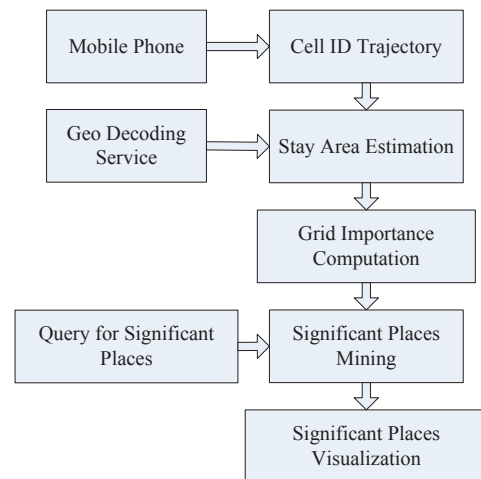 Mobile Phone
Cell ID Trajectory
Geo Decoding
Service
Stay Area Estimation
Grid Importance
Computation
Query for Significant
Places
Significant Places
Mining
Significant Places
Visualization